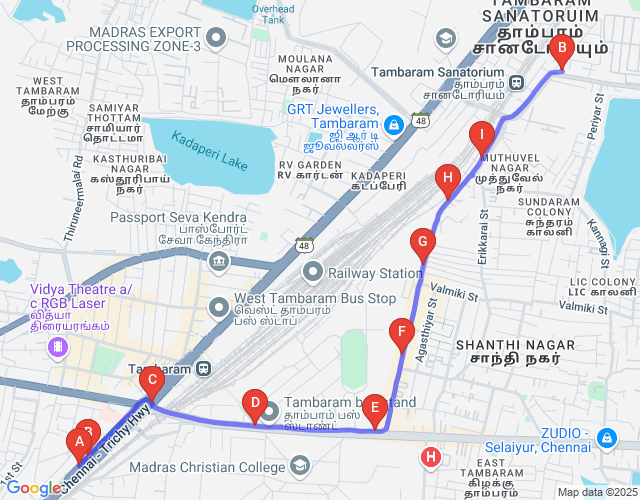 Overhead
Tank
TAMBARAM
SANATORUIM
தாம்பரம்
சானடோரியும்
B
MADRAS EXPORT
PROCESSING ZONE-3
MOULANA
NAGAR
மௌலானா
நகர்
Tambaram Sanatorium
தாம்பரம்
சானடோரியம்
WEST
TAMBARAM
தாம்பரம்
மேற்கு
SAMIYAR
THOTTAM
சாமியார்
தொட்டமா
GRT Jewellers,
Tambaram
ஜி ஆர் டி
ஜூவல்லர்ஸ்
48
Periyar St
Kadaperi Lake
I
KASTHURIBAI
NAGAR
கஸ்தூரிபாய்
நகர்
RV GARDEN
RV கார்டன்
KADAPERI
கடப்பேரி
H
MUTHUVEL
NAGAR
முத்துவேல்
நகர்
Thiruneermalai Rd
SUNDARAM
COLONY
சுந்தரம்
காலனி
Passport Seva Kendra
பாஸ்போர்ட்
சேவா கேந்திரா
48
G
Erikkarai St
Kannagi St
Railway Station
Vidya Theatre a/
c RGB Laser
வித்யா
திரையரங்கம்
West Tambaram Bus Stop
வெஸ்ட் தாம்பரம்
பஸ் ஸ்டாப்
Valmiki St
LIC COLONY
LIC காலனி
Valmiki St
F
Agasthiyar St
SHANTHI NAGAR
சாந்தி நகர்
Tambaram
C
D
Tambaram b
stand
தாம்பரம் பஸ்
ஸ்டாண்ட்
E
B
A
Chennai - Trichy Hwy
1st St
ZUDIO -
Selaiyur, Chennai
Madras Christian College
H
EAST
TAMBARAM
கிழக்கு
தாம்பரம்
Google
Map data ©2025